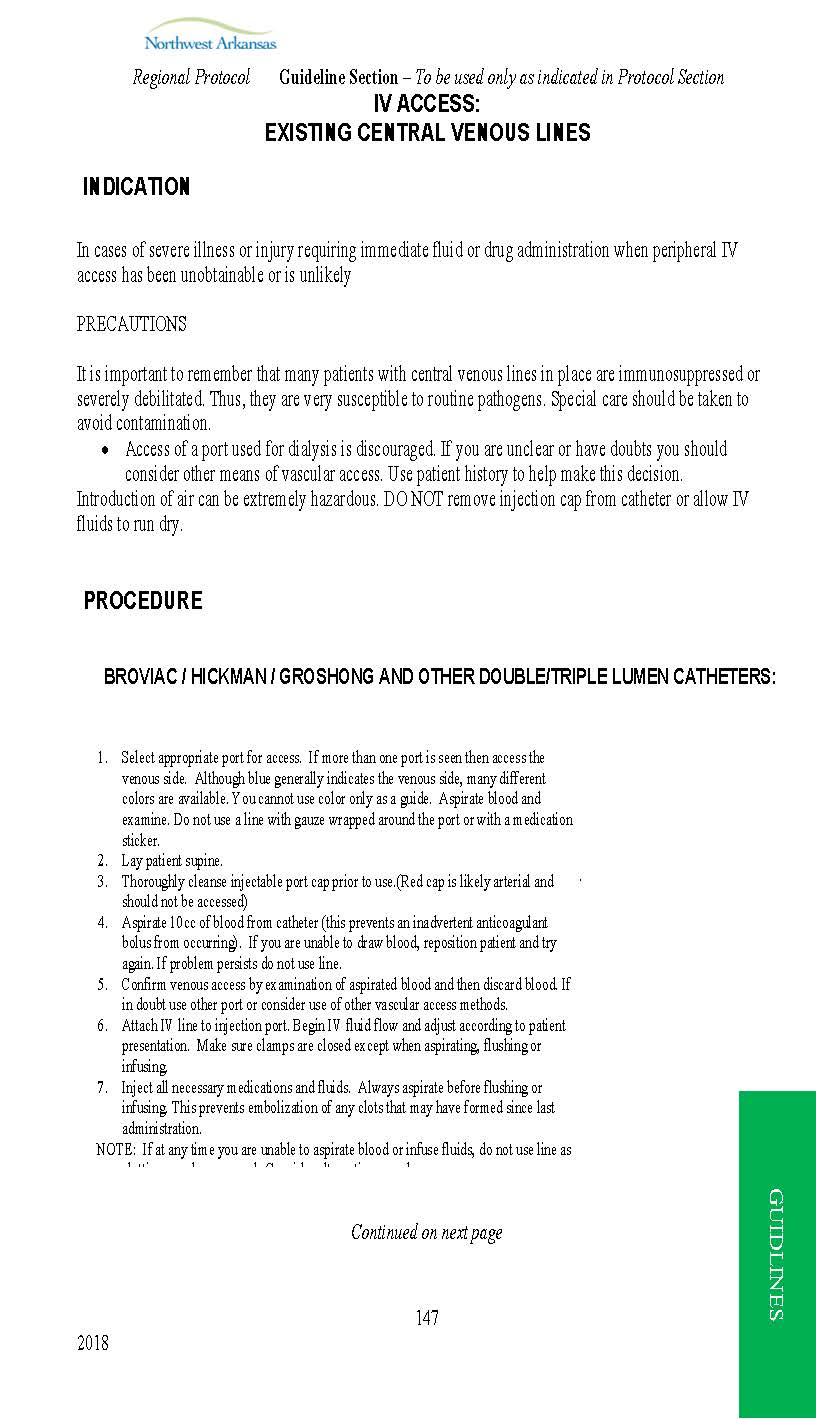 Northwest Arkansas
Regional Protocol Guideline Section – To be used only as indicated in Protocol Section
IV ACCESS:
EXISTING CENTRAL VENOUS LINES
INDICATION
In cases of severe illness or injury requiring immediate fluid or drug administration when peripheral IV
access has been unobtainable or is unlikely
PRECAUTIONS
It is important to remember that many patients with central venous lines in place are immunosuppressed or
severely debilitated. Thus, they are very susceptible to routine pathogens. Special care should be taken to
avoid contamination.
• Access of a port used for dialysis is discouraged. If you are unclear or have doubts you should
consider other means of vascular access. Use patient history to help make this decision.
Introduction of air can be extremely hazardous. DO NOT remove injection cap from catheter or allow IV
fluids to run dry.
PROCEDURE
BROVIAC / HICKMAN / GROSHONG AND OTHER DOUBLE/TRIPLE LUMEN CATHETERS:
1. Select appropriate port for access. If more than one port is seen then access the
venous side. Although blue generally indicates the venous side, many different
colors are available. You cannot use color only as a guide. Aspirate blood and
examine. Do not use a line with gauze wrapped around the port or with a medication
sticker.
2. Lay patient supine.
3. Thoroughly cleanse injectable port cap prior to use.(Red cap is likely arterial and
should not be accessed)
4. Aspirate 10cc of blood from catheter (this prevents an inadvertent anticoagulant
bolus from occurring). If you are unable to draw blood, reposition patient and try
again. If problem persists do not use line.
5. Confirm venous access by examination of aspirated blood and then discard blood. If
in doubt use other port or consider use of other vascular access methods.
6. Attach IV line to injection port. Begin IV fluid flow and adjust according to patient
presentation. Make sure clamps are closed except when aspirating, flushing or
infusing.
7. Inject all necessary medications and fluids. Always aspirate before flushing or
infusing. This prevents embolization of any clots that may have formed since last
administration.
NOTE: If at any time you are unable to aspirate blood or infuse fluids, do not use line as
Continued on next page
GUIDLINES
147
2018